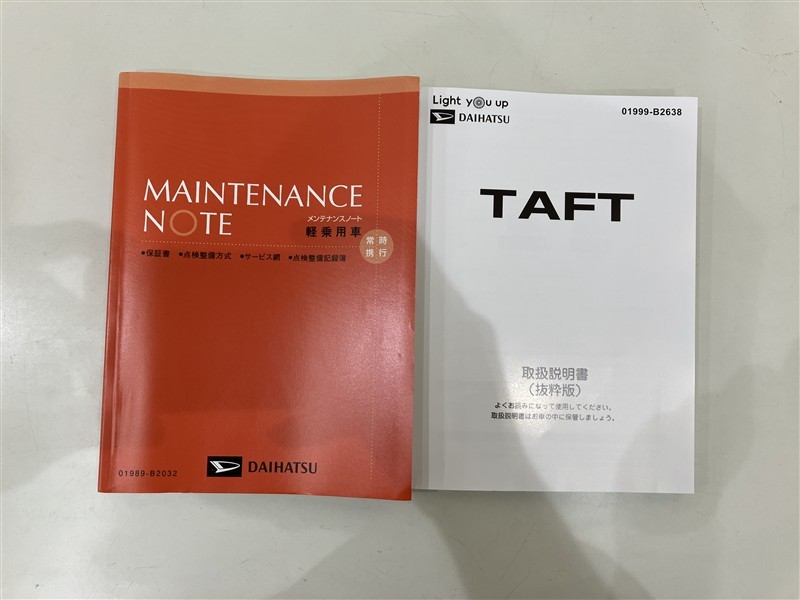 MAINTENANCE
NOTE
メンテナンスノート
軽乗用車
常時
携行
●保証書 ●点検整備方式 ●サービス網 ●点検整備記録簿
01989-B2032
DAIHATSU
Light you up
DAIHATSU
01999-B2638
TAFT
取扱説明書
（抜粋版）
よくお読みになって使用してください。
取扱説明書はお車の中に保管しましょう。